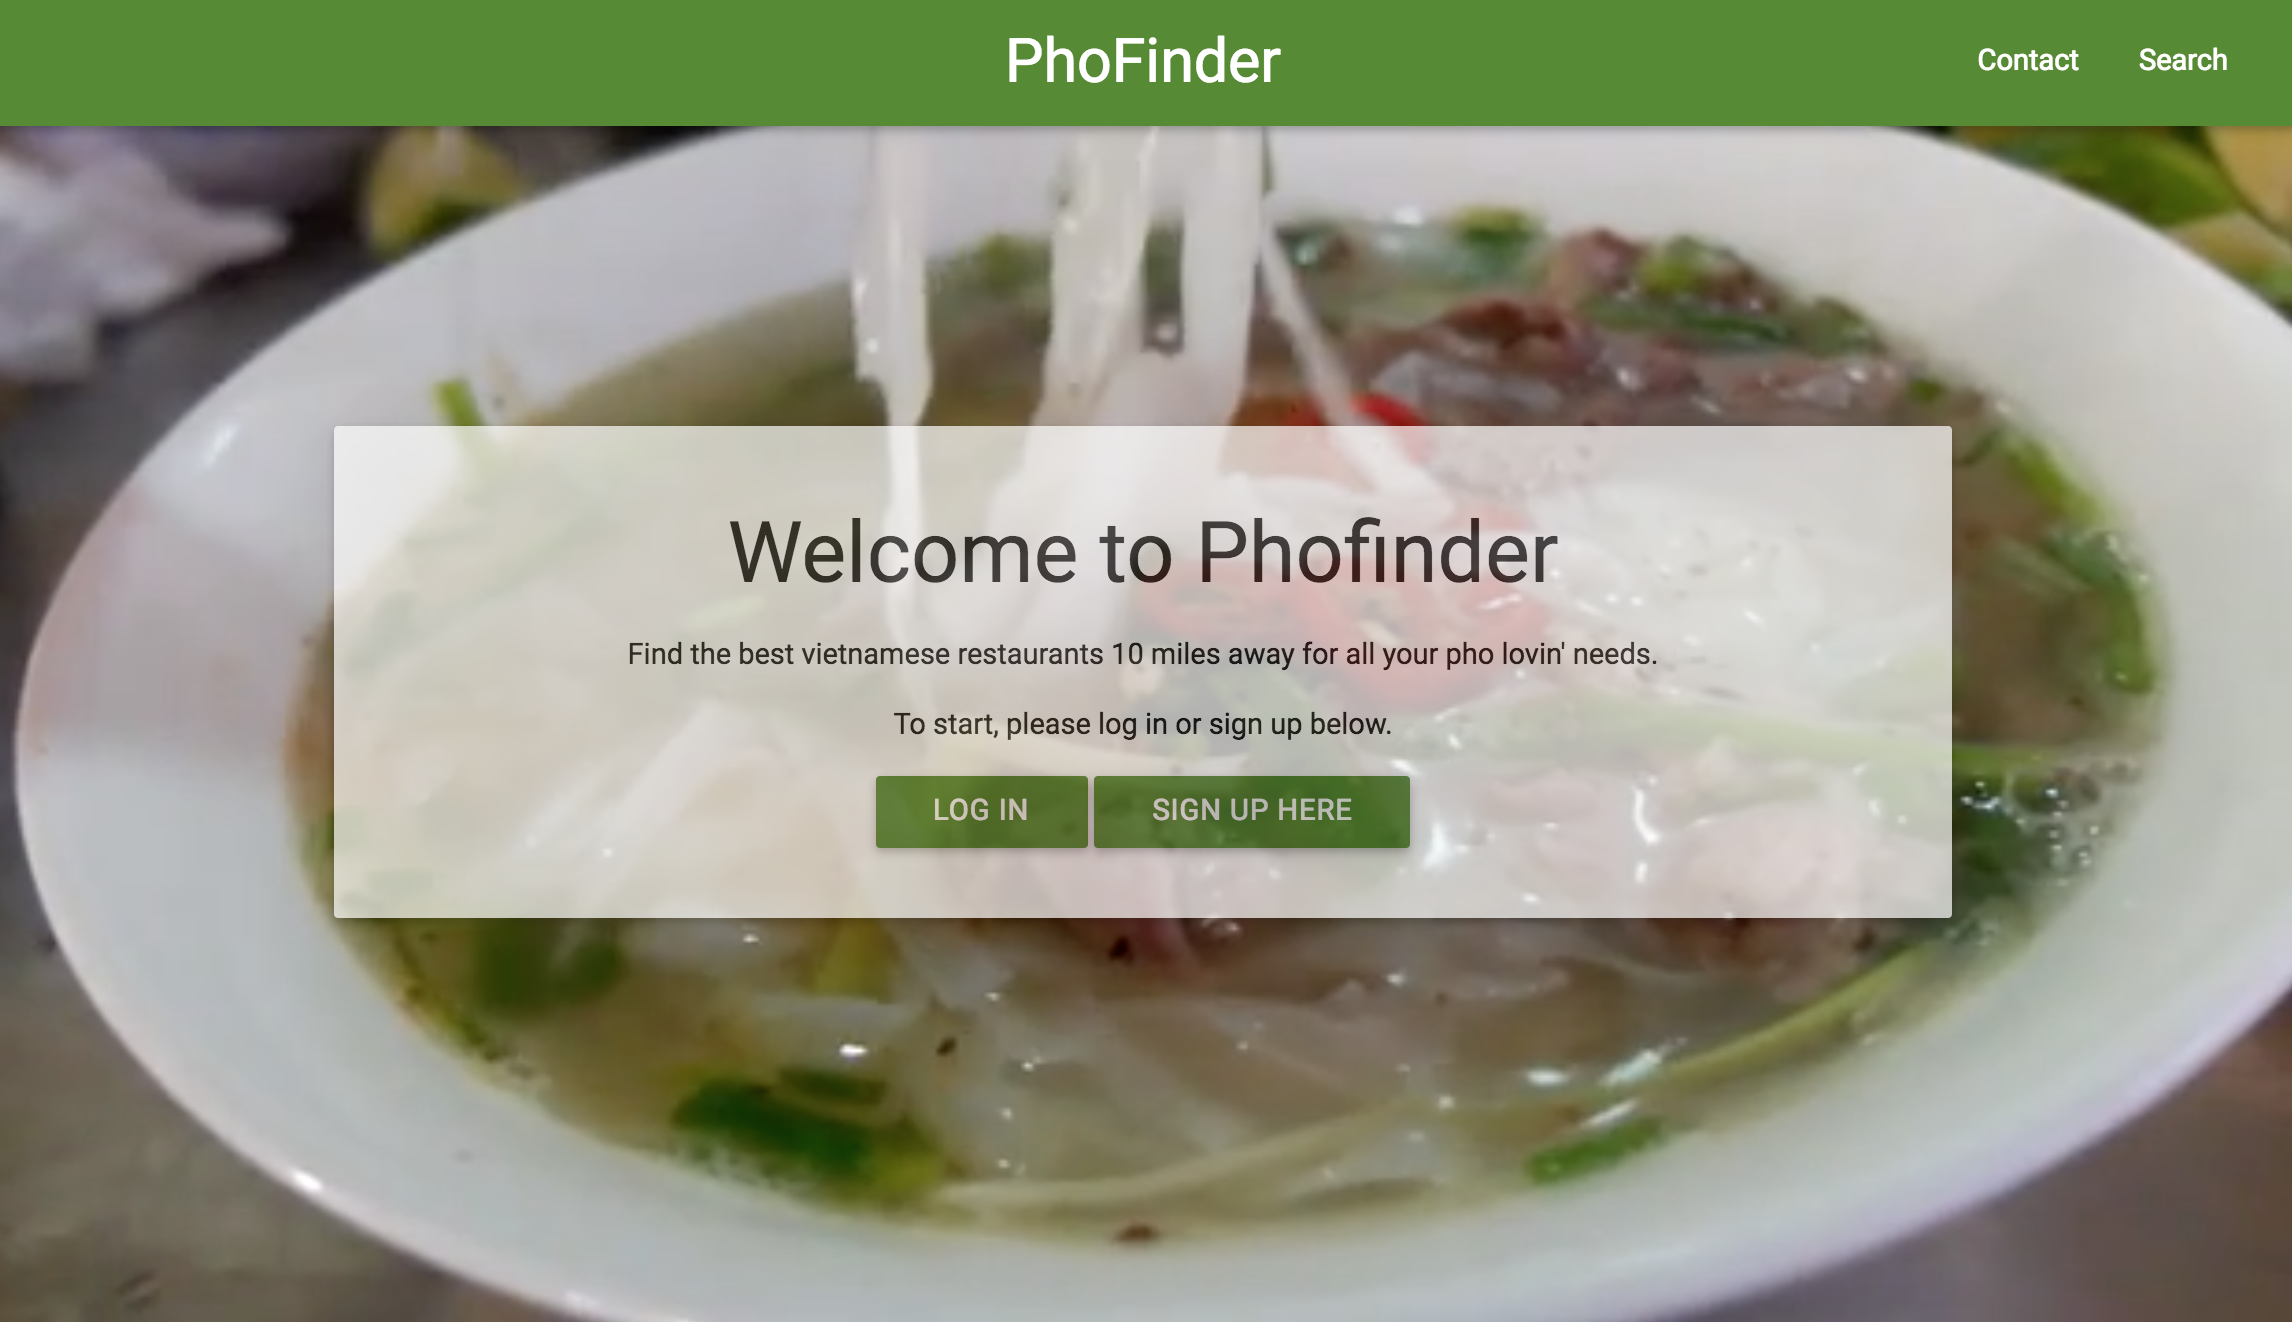 PhoFinder
Contact
Search
Welcome to Phofinder
Find the best vietnamese restaurants 10 miles away for all your pho lovin' needs.
To start, please log in or sign up below.
LOG IN
SIGN UP HERE